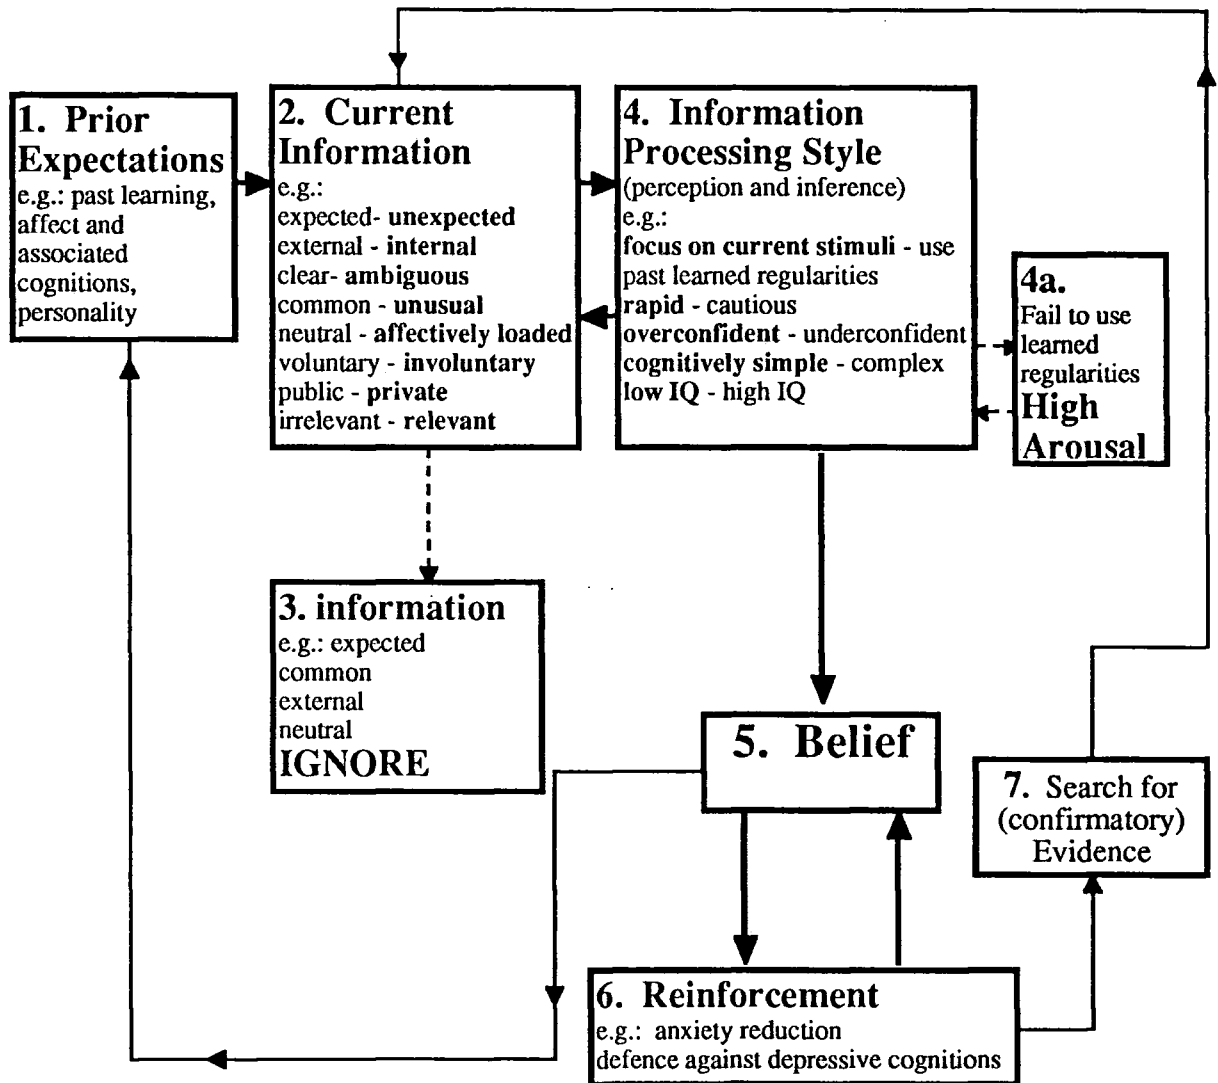 1. Prior
Expectations
e.g.: past learning,
affect and
associated
cognitions,
personality
2. Current
Information
e.g.:
expected- unexpected
external - internal
clear- ambiguous
common - unusual
neutral - affectively loaded
voluntary - involuntary
public - private
irrelevant - relevant
3. information
e.g.: expected
common
external
neutral
IGNORE
4. Information
Processing Style
(perception and inference)
e.g.:
focus on current stimuli - use
past learned regularities
rapid - cautious
overconfident - underconfident
cognitively simple - complex
low IQ - high IQ
4a.
Fail to use
learned
regularities
High
Arousal
5. Belief
6. Reinforcement
e.g.: anxiety reduction
defence against depressive cognitions
7. Search for
(confirmatory)
Evidence